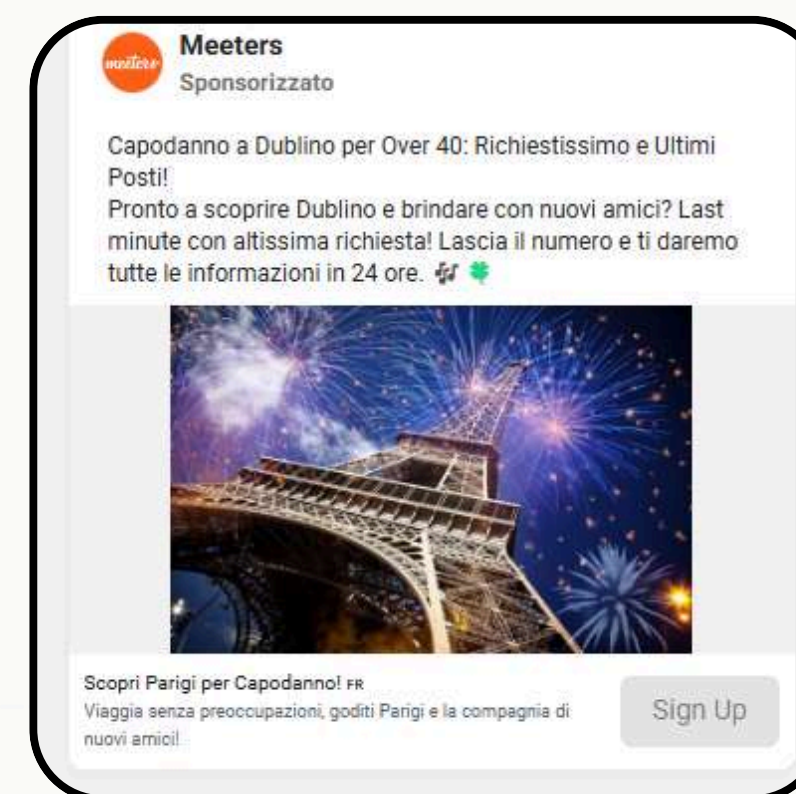 meeters
Meeters
Sponsorizzato
Capodanno a Dublino per Over 40: Richiestissimo e Ultimi
Posti!
Pronto a scoprire Dublino e brindare con nuovi amici? Last
minute con altissima richiesta! Lascia il numero e ti daremo
tutte le informazioni in 24 ore. 🎶 🍀
Scopri Parigi per Capodanno! FR
Viaggia senza preoccupazioni, goditi Parigi e la compagnia di
nuovi amici!
Sign Up